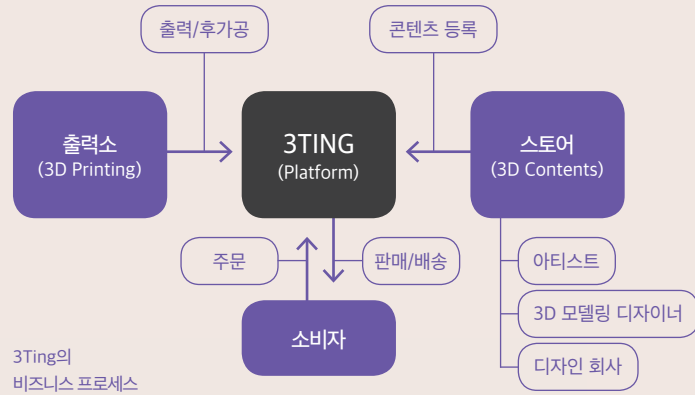 출력/후가공
콘텐츠 등록
출력소
(3D Printing)
3TING
(Platform)
스토어
(3D Contents)
주문
판매/배송
아티스트
3D 모델링 디자이너
디자인 회사
소비자
3Ting의
비즈니스 프로세스